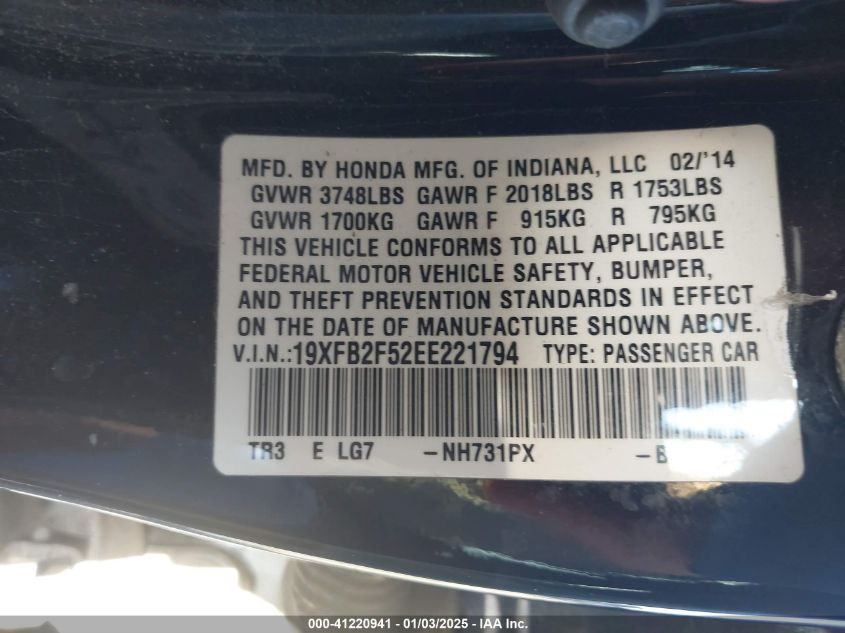 MFD. BY HONDA MFG. OF INDIANA, LLC 02/'14
GVWR 3748LBS GAWR F 2018LBS R 1753LBS
GVWR 1700KG GAWR F 915KG R 795KG
THIS VEHICLE CONFORMS TO ALL APPLICABLE
FEDERAL MOTOR VEHICLE SAFETY, BUMPER,
AND THEFT PREVENTION STANDARDS IN EFFECT
ON THE DATE OF MANUFACTURE SHOWN ABOVE.
V.I.N.:19XFB2F52EE221794 TYPE: PASSENGER CAR
TR3 E LG7 -NH731PX
000-41220941 - 01/03/2025 - IAA Inc.